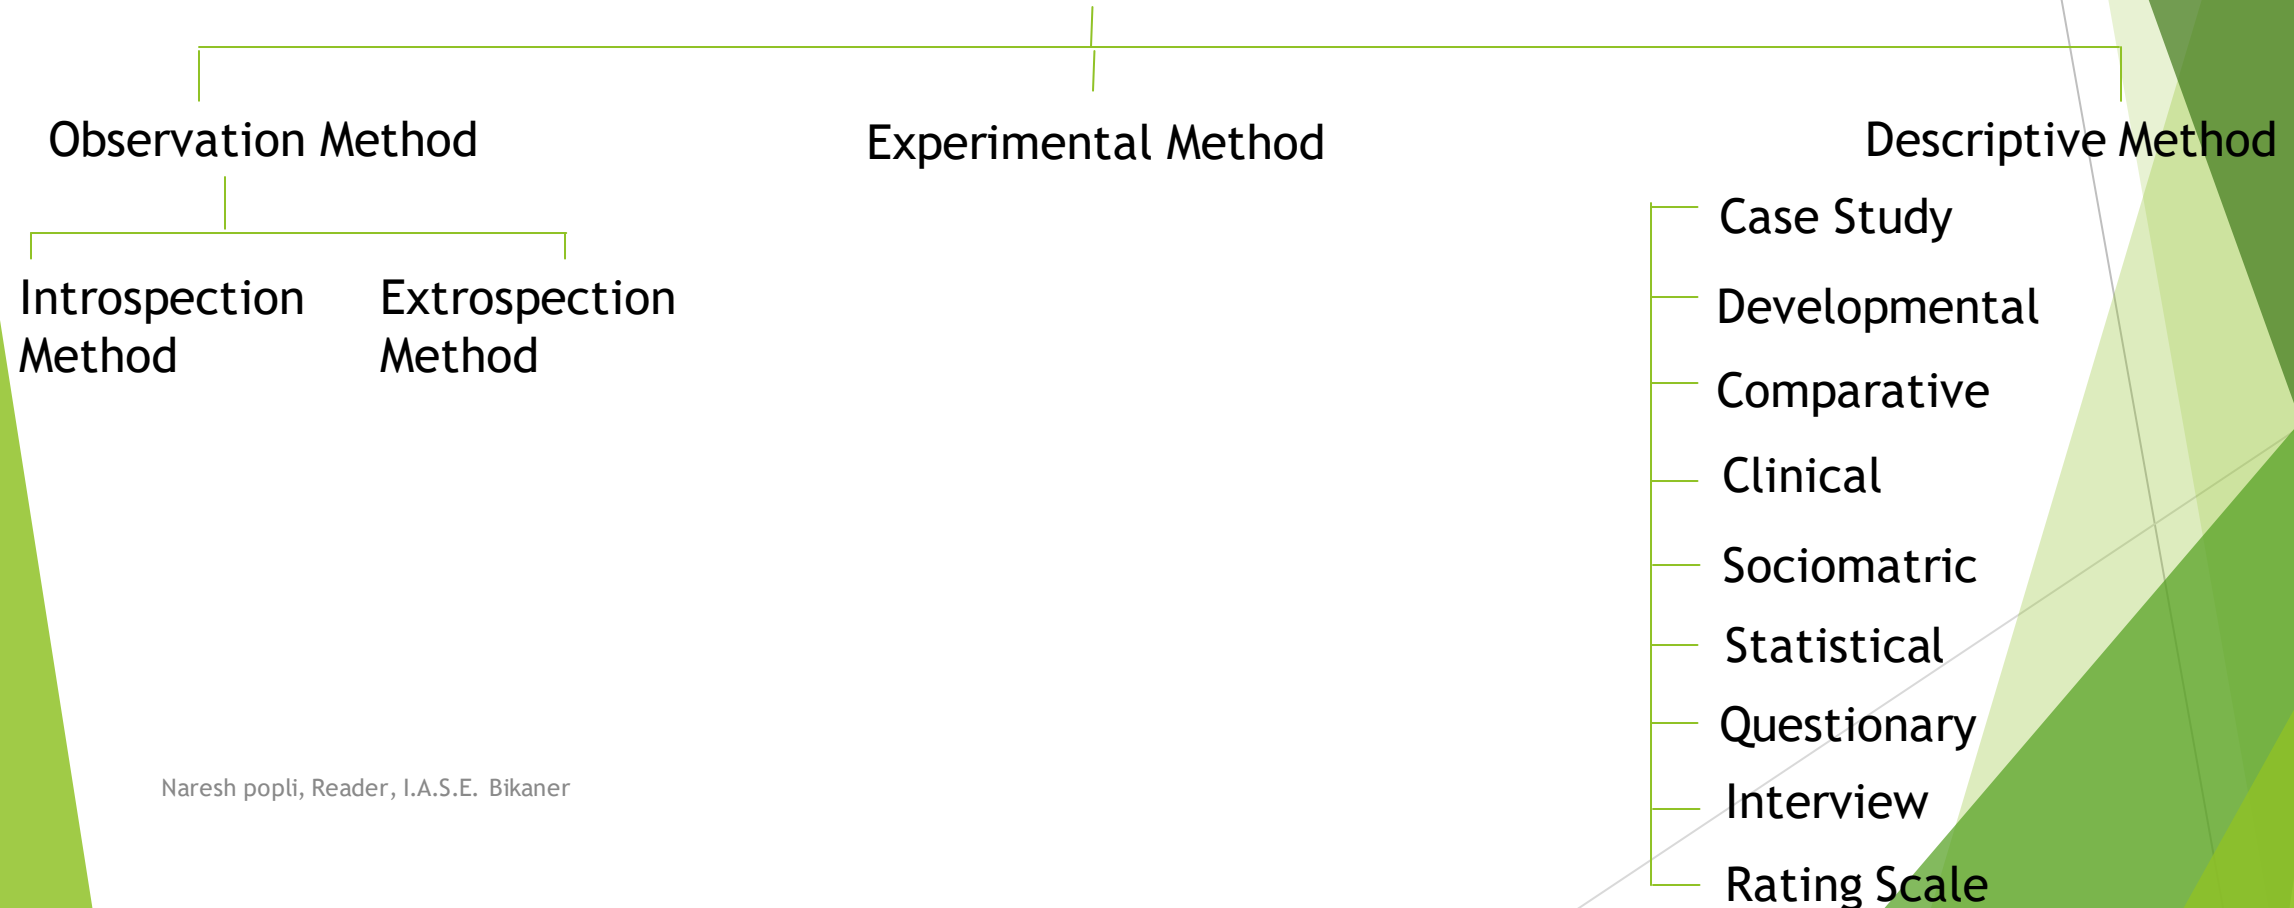 Observation Method
Experimental Method
Descriptive Method
Introspection
Method
Extrospection
Method
Case Study
Developmental
Comparative
Clinical
Sociomatric
Statistical
Questionary
Interview
Rating Scale
Naresh popli, Reader, I.A.S.E. Bikaner